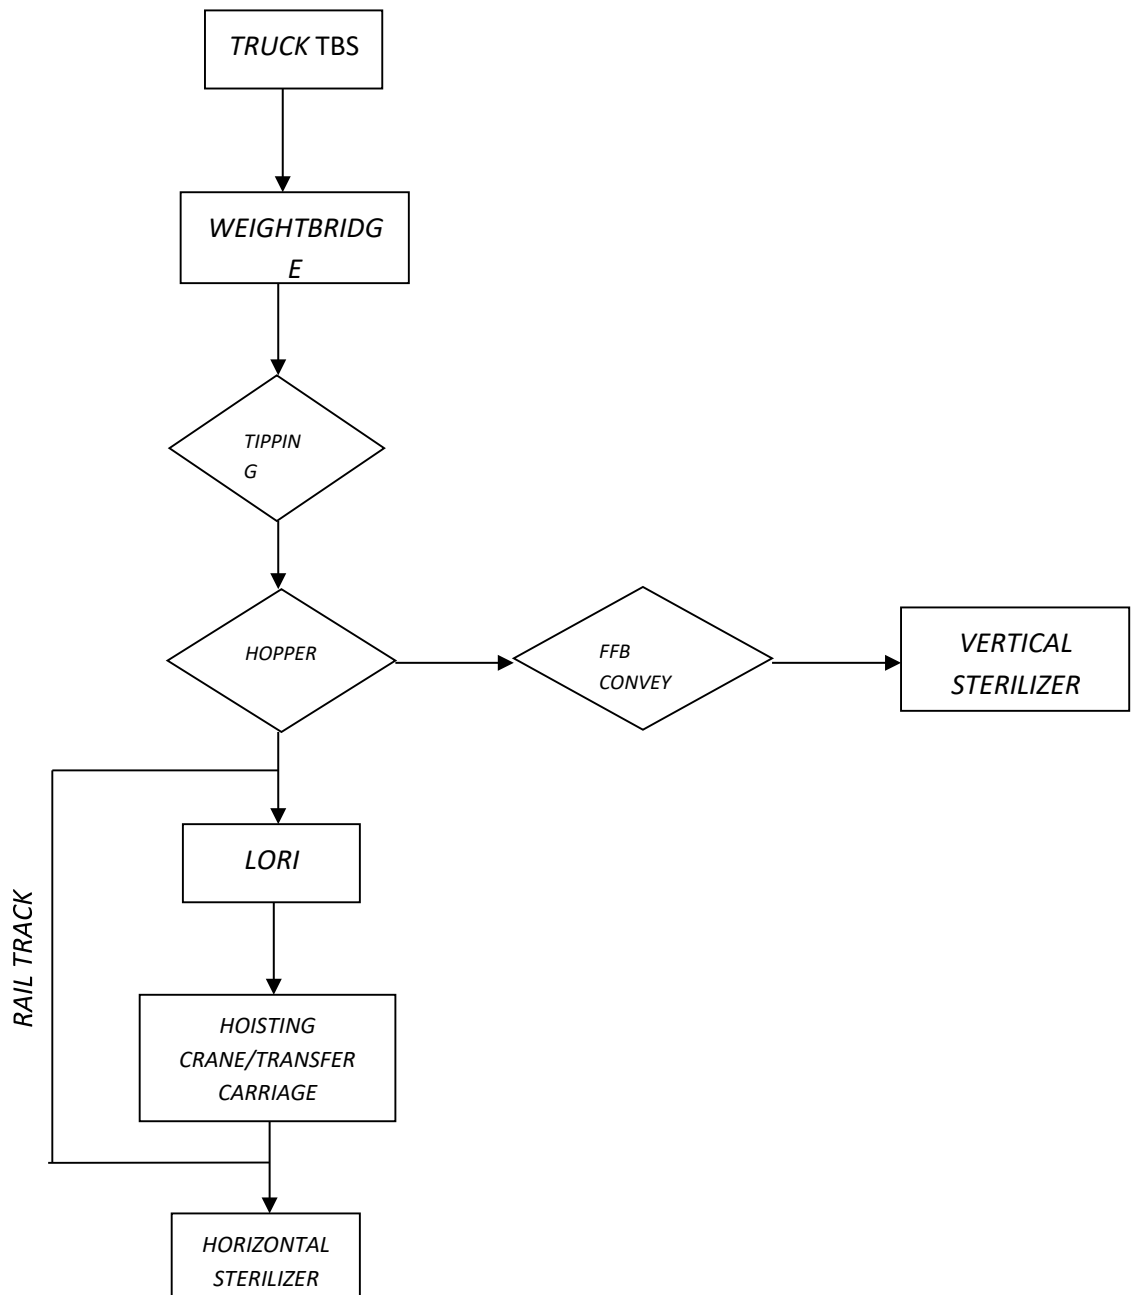 TRUCK TBS
WEIGHTBRIDG
E
TIPPIN
G
HOPPER
FFB
CONVEY
VERTICAL
STERILIZER
LORI
RAIL TRACK
HOISTING
CRANE/TRANSFER
CARRIAGE
HORIZONTAL
STERILIZER